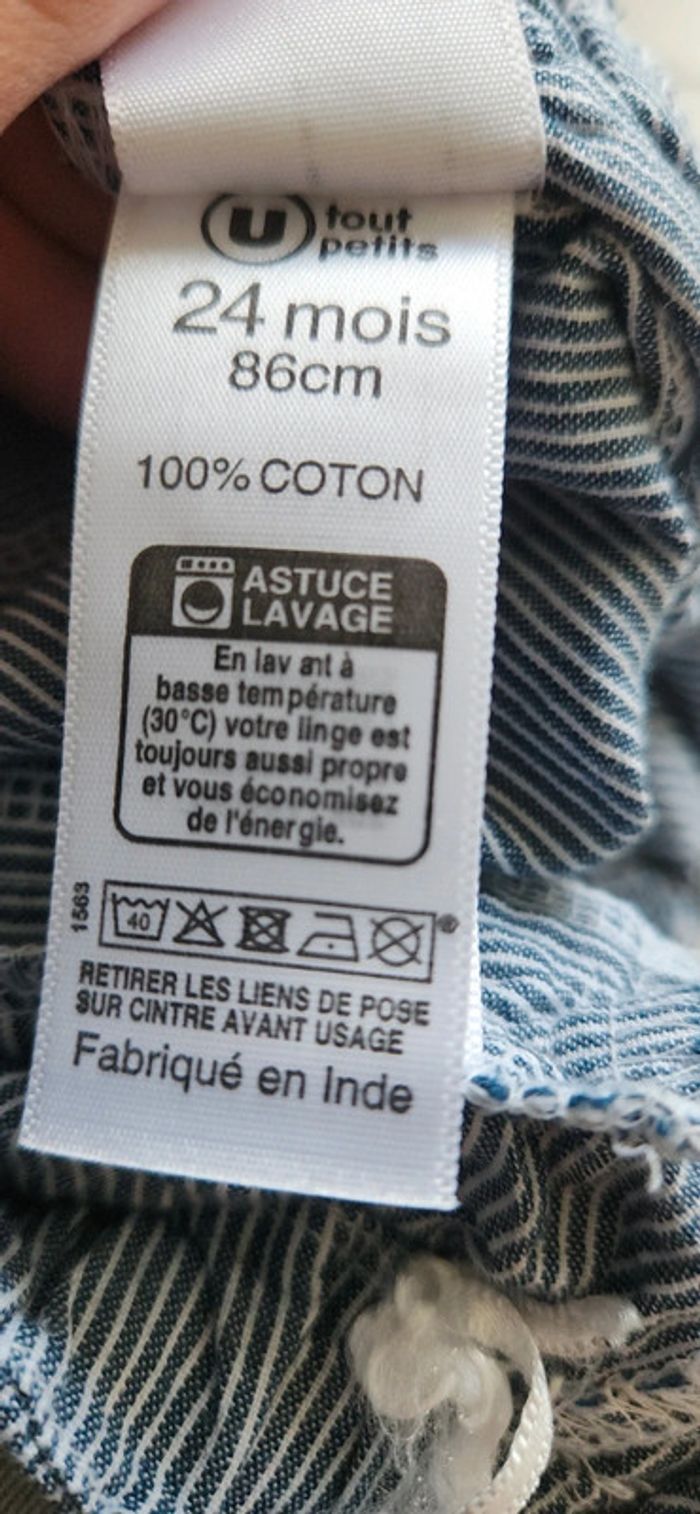 U tout
petits
24 mois
86cm
100% COTON
ASTUCE
LAVAGE
En lavant à
basse température
(30°C) votre linge est
toujours aussi propre
et vous économisez
de l'énergie.
1563
40
®
RETIRER LES LIENS DE POSE
SUR CINTRE AVANT USAGE
Fabriqué en Inde